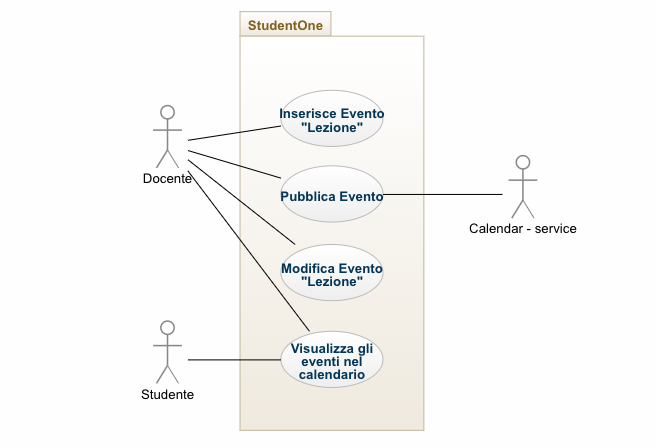 StudentOne
Inserisce Evento
"Lezione"
Docente
Pubblica Evento
Calendar - service
Modifica Evento
"Lezione"
Visualizza gli
eventi nel
calendario
Studente